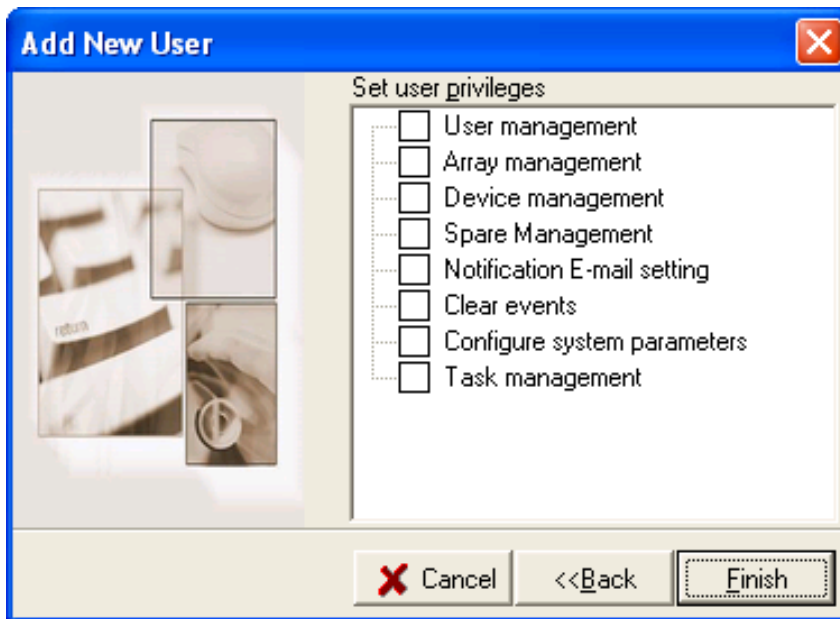 Add New User
Set user privileges
User management
Array management
Device management
Spare Management
Notification E-mail setting
Clear events
Configure system parameters
Task management
return
Cancel
<<Back
Finish